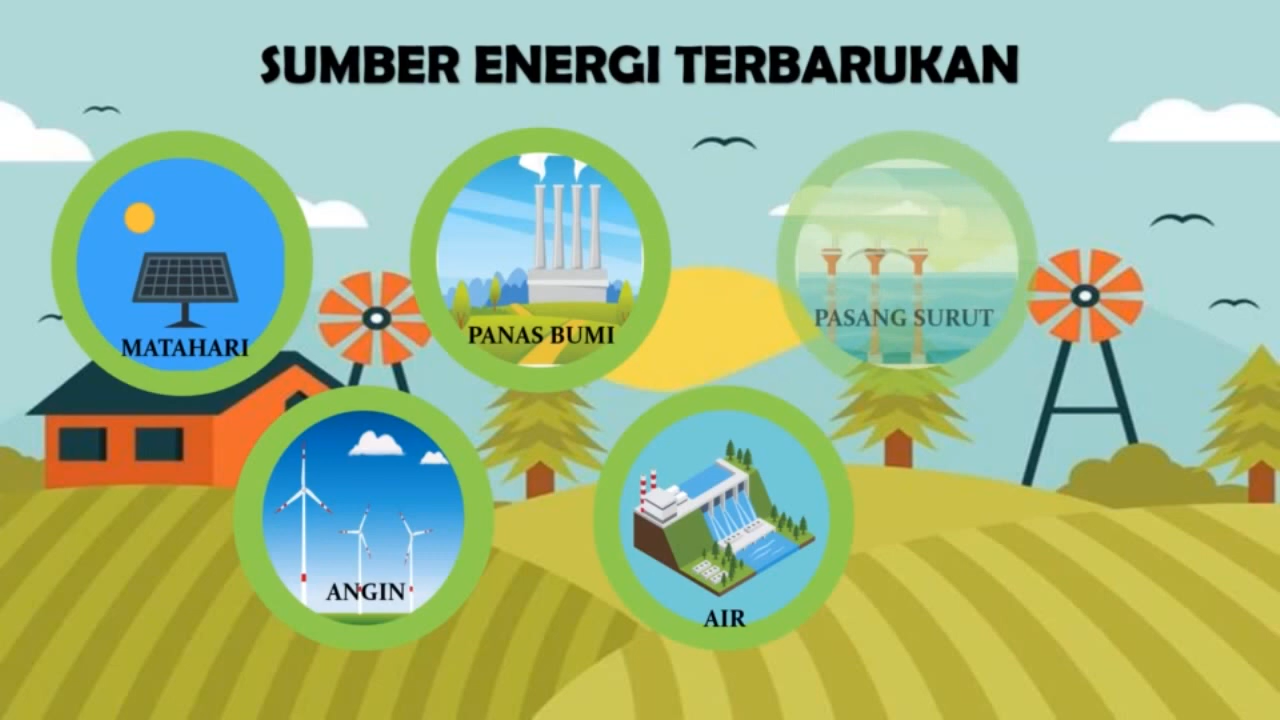 SUMBER ENERGI TERBARUKAN
MATAHARI
PANAS BUMI
PASANG SURUT
ANGIN
AIR